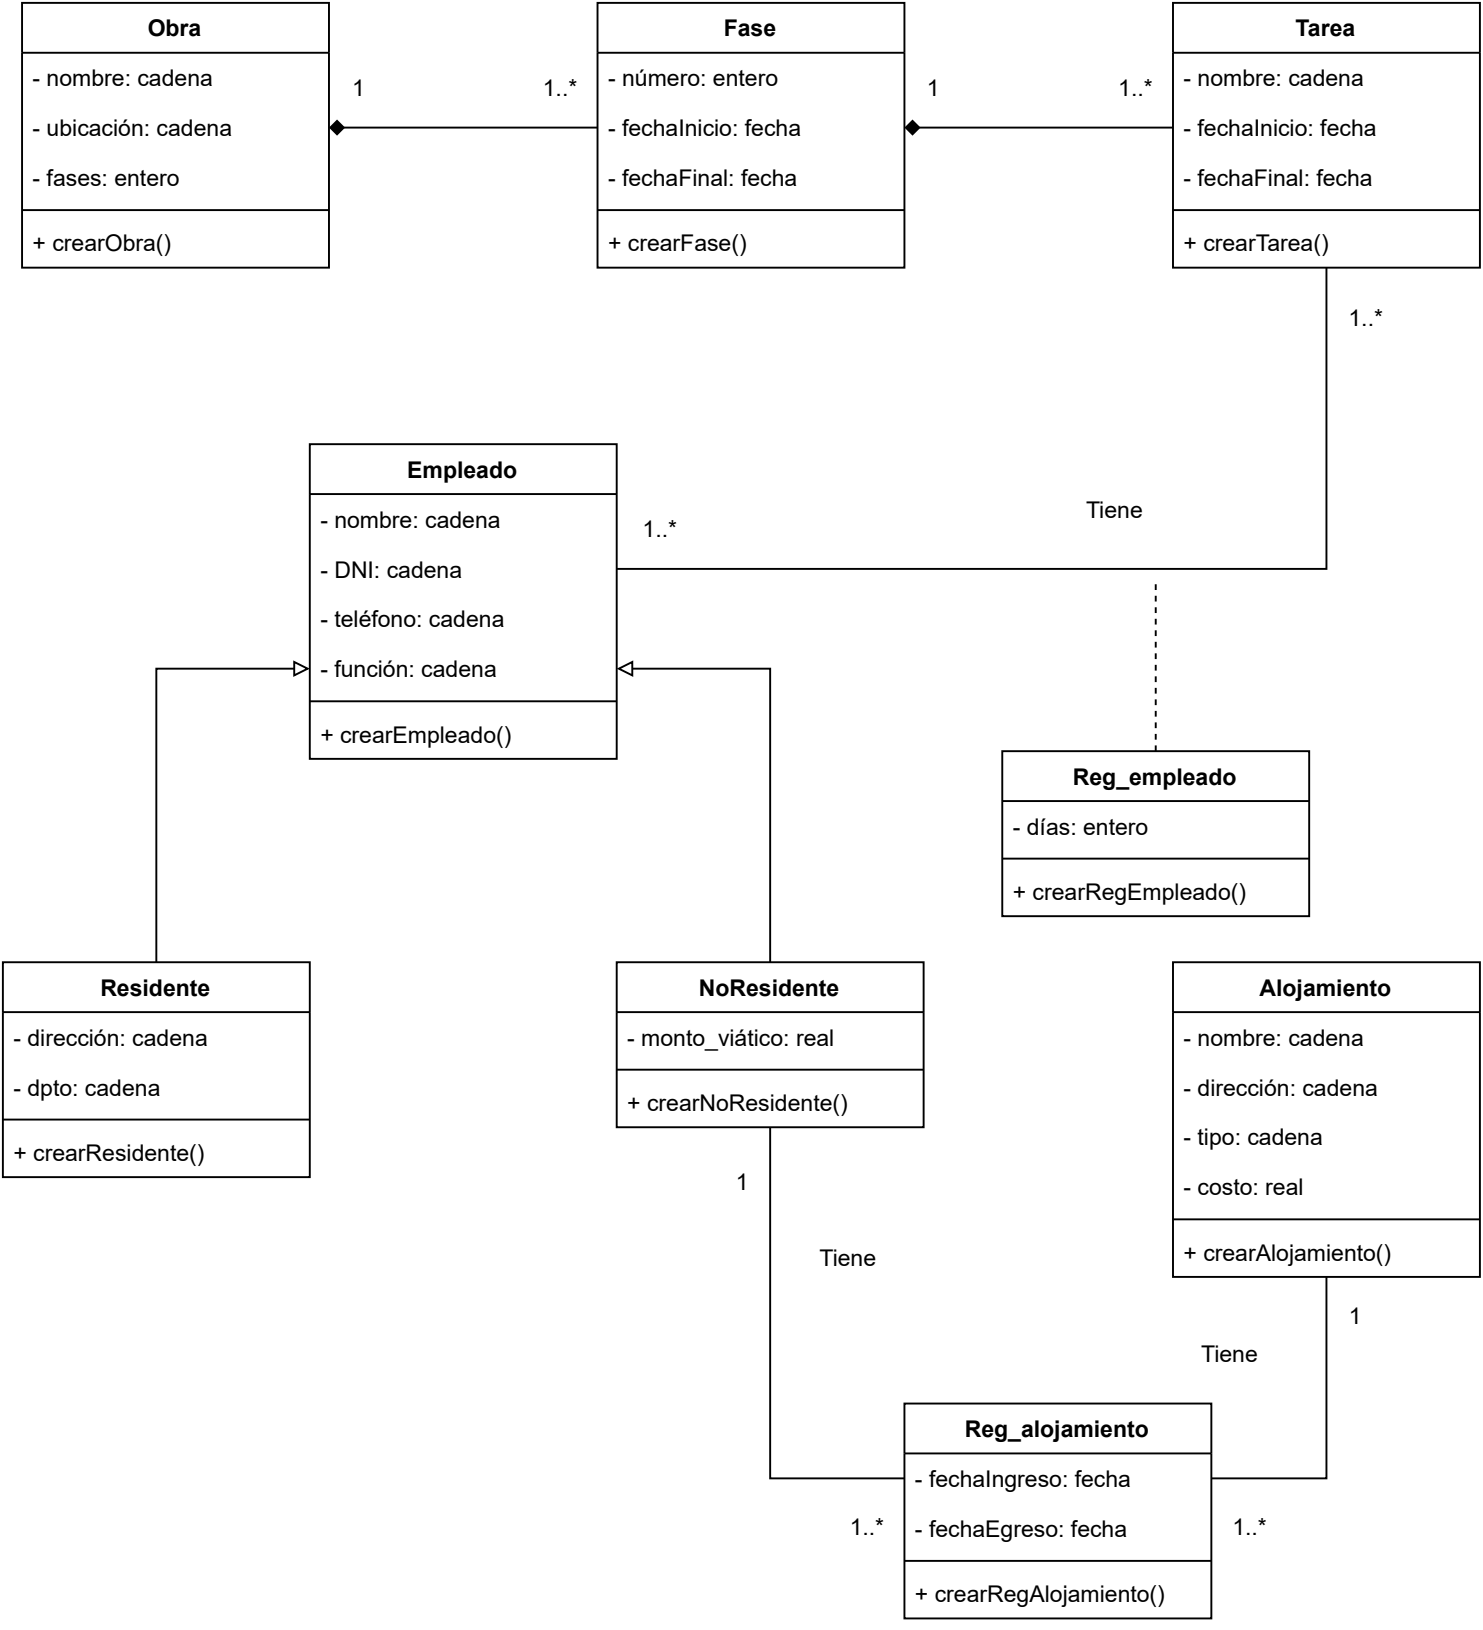 Obra
- nombre: cadena
- ubicación: cadena
- fases: entero
+ crearObra()
1
1..*
Fase
- número: entero
- fechaInicio: fecha
- fechaFinal: fecha
+ crearFase()
1
1..*
Tarea
- nombre: cadena
- fechaInicio: fecha
- fechaFinal: fecha
+ crearTarea()
1..*
Empleado
- nombre: cadena
- DNI: cadena
- teléfono: cadena
- función: cadena
+ crearEmpleado()
1..*
Tiene
Reg_empleado
- días: entero
+ crearRegEmpleado()
Residente
- dirección: cadena
- dpto: cadena
+ crearResidente()
NoResidente
- monto_viático: real
+ crearNoResidente()
1
Tiene
Alojamiento
- nombre: cadena
- dirección: cadena
- tipo: cadena
- costo: real
+ crearAlojamiento()
1
Tiene
Reg_alojamiento
- fechaIngreso: fecha
- fechaEgreso: fecha
+ crearRegAlojamiento()
1..*
1..*